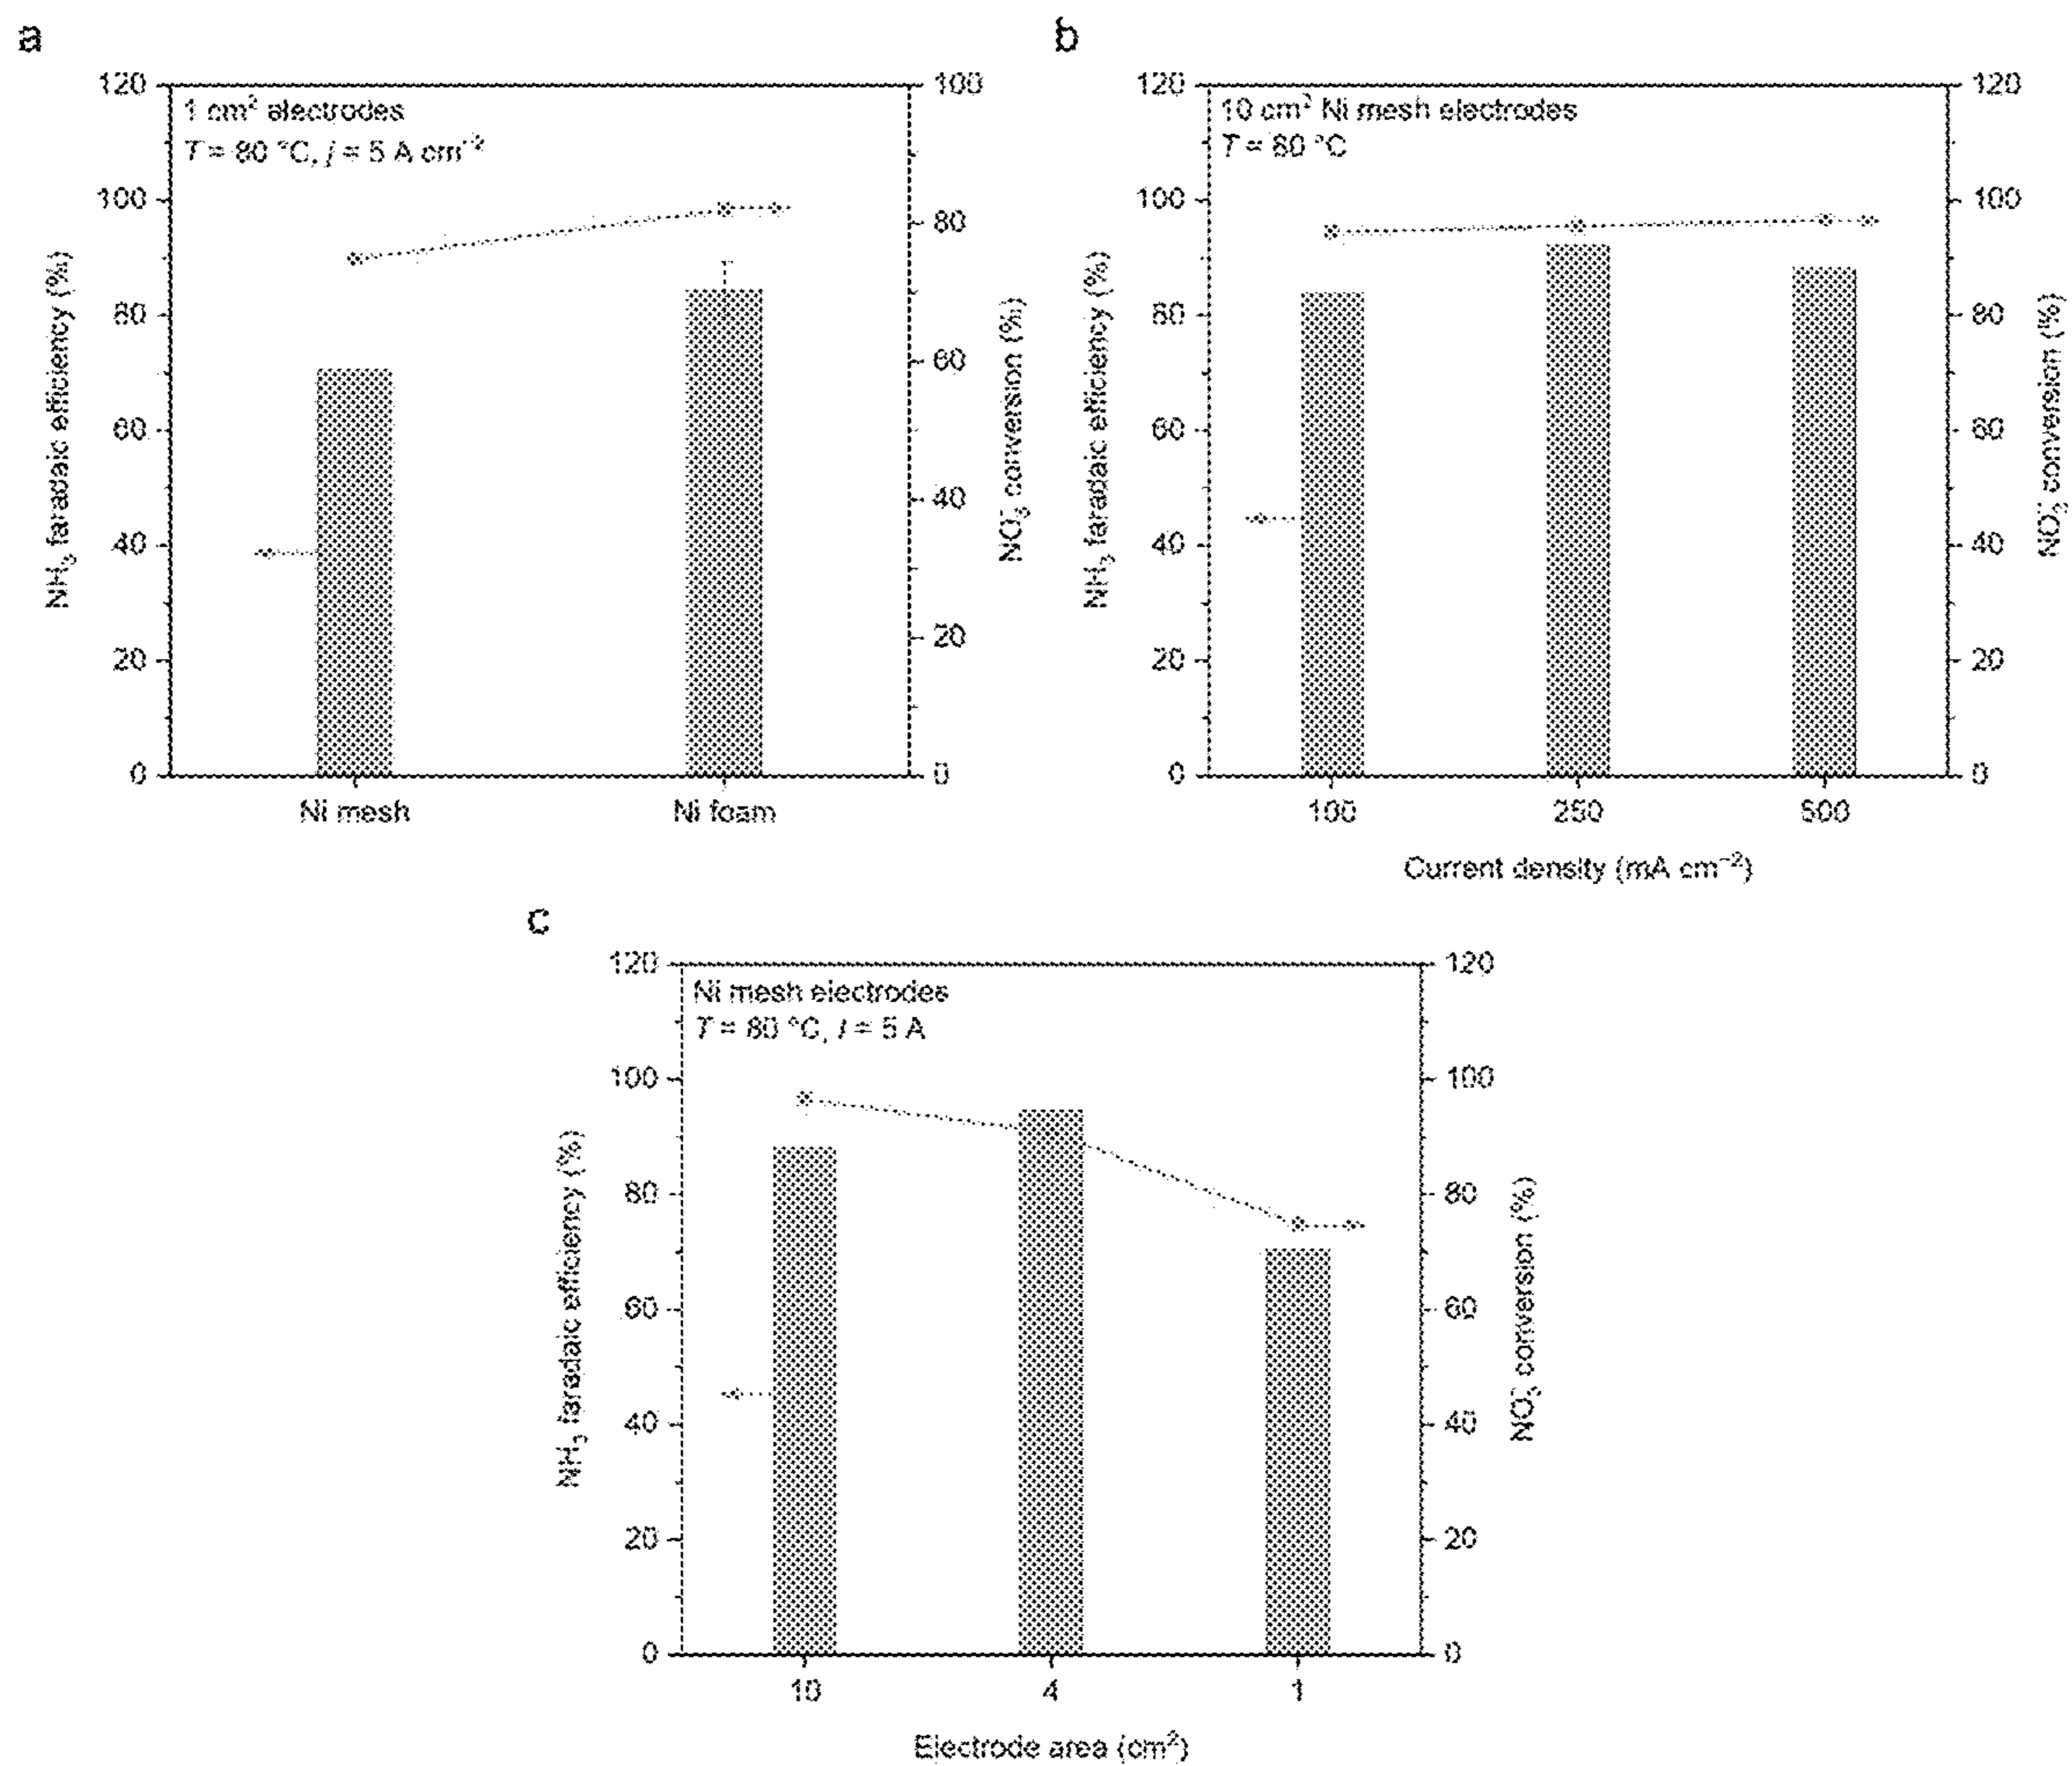 a
120
100
80
60
40
20
0
NH₃ faradaic efficiency (%)
1 cm² electrodes
T = 80 °C, j = 5 A cm⁻²
100
80
60
40
20
0
NO₃⁻ conversion (%)
Ni mesh
Ni foam
b
120
100
80
60
40
20
0
NH₃ faradaic efficiency (%)
10 cm² Ni mesh electrodes
T = 80 °C
120
100
80
60
40
20
0
NO₃⁻ conversion (%)
100
250
500
Current density (mA cm⁻²)
c
120
100
80
60
40
20
0
NH₃ faradaic efficiency (%)
Ni mesh electrodes
T = 80 °C, I = 5 A
120
100
80
60
40
20
0
NO₃⁻ conversion (%)
10
4
1
Electrode area (cm²)